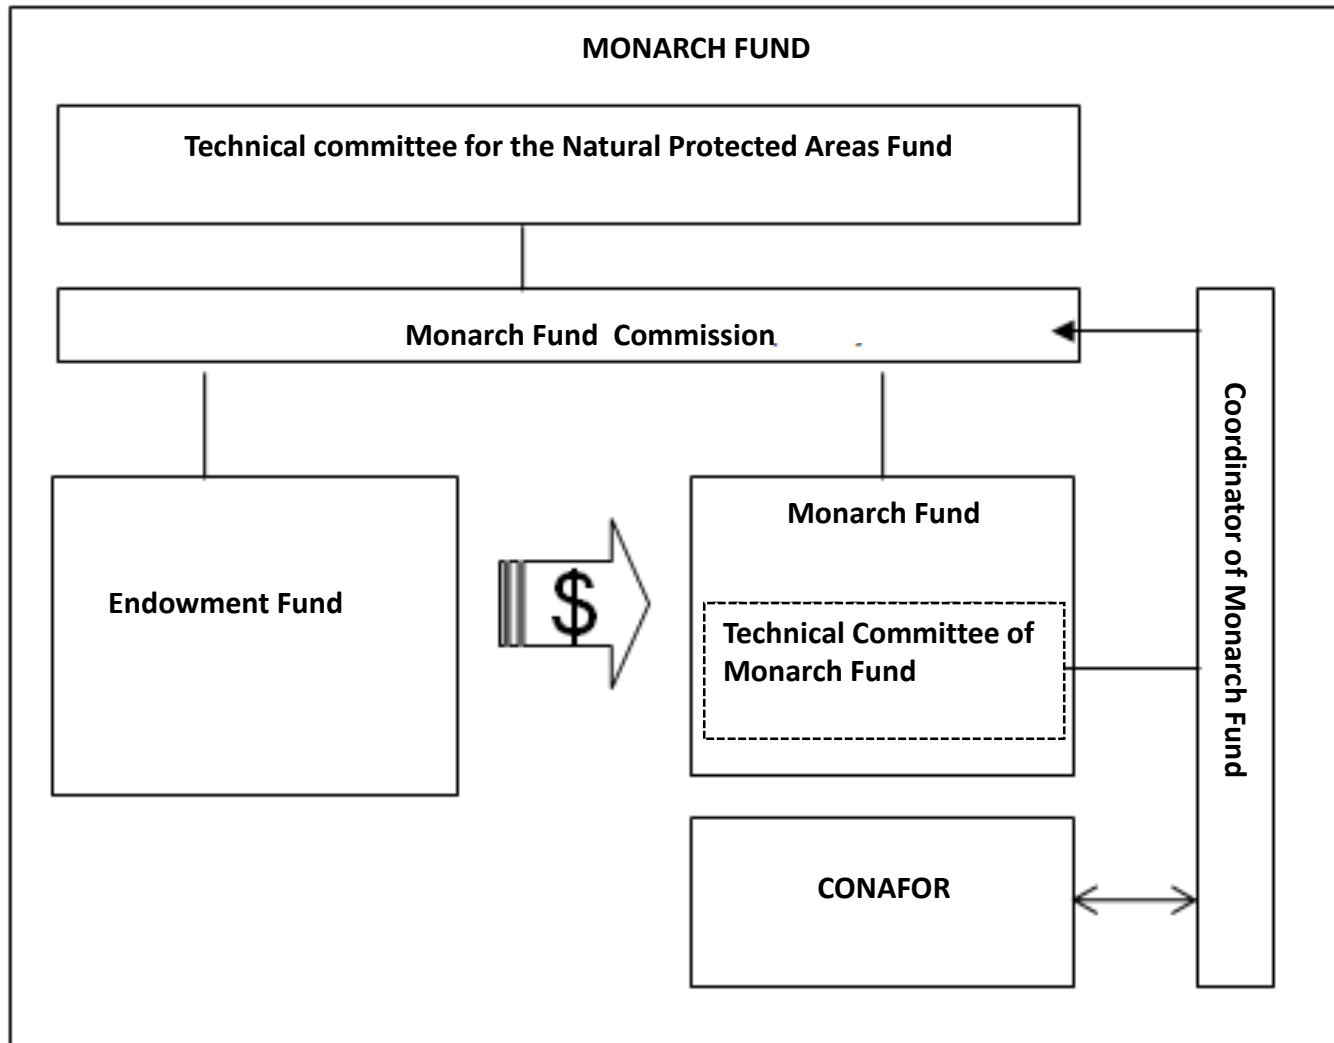 MONARCH FUND
Technical committee for the Natural Protected Areas Fund
Monarch Fund Commission
Coordinator of Monarch Fund
Monarch Fund
Endowment Fund
$
Technical Committee of
Monarch Fund
CONAFOR